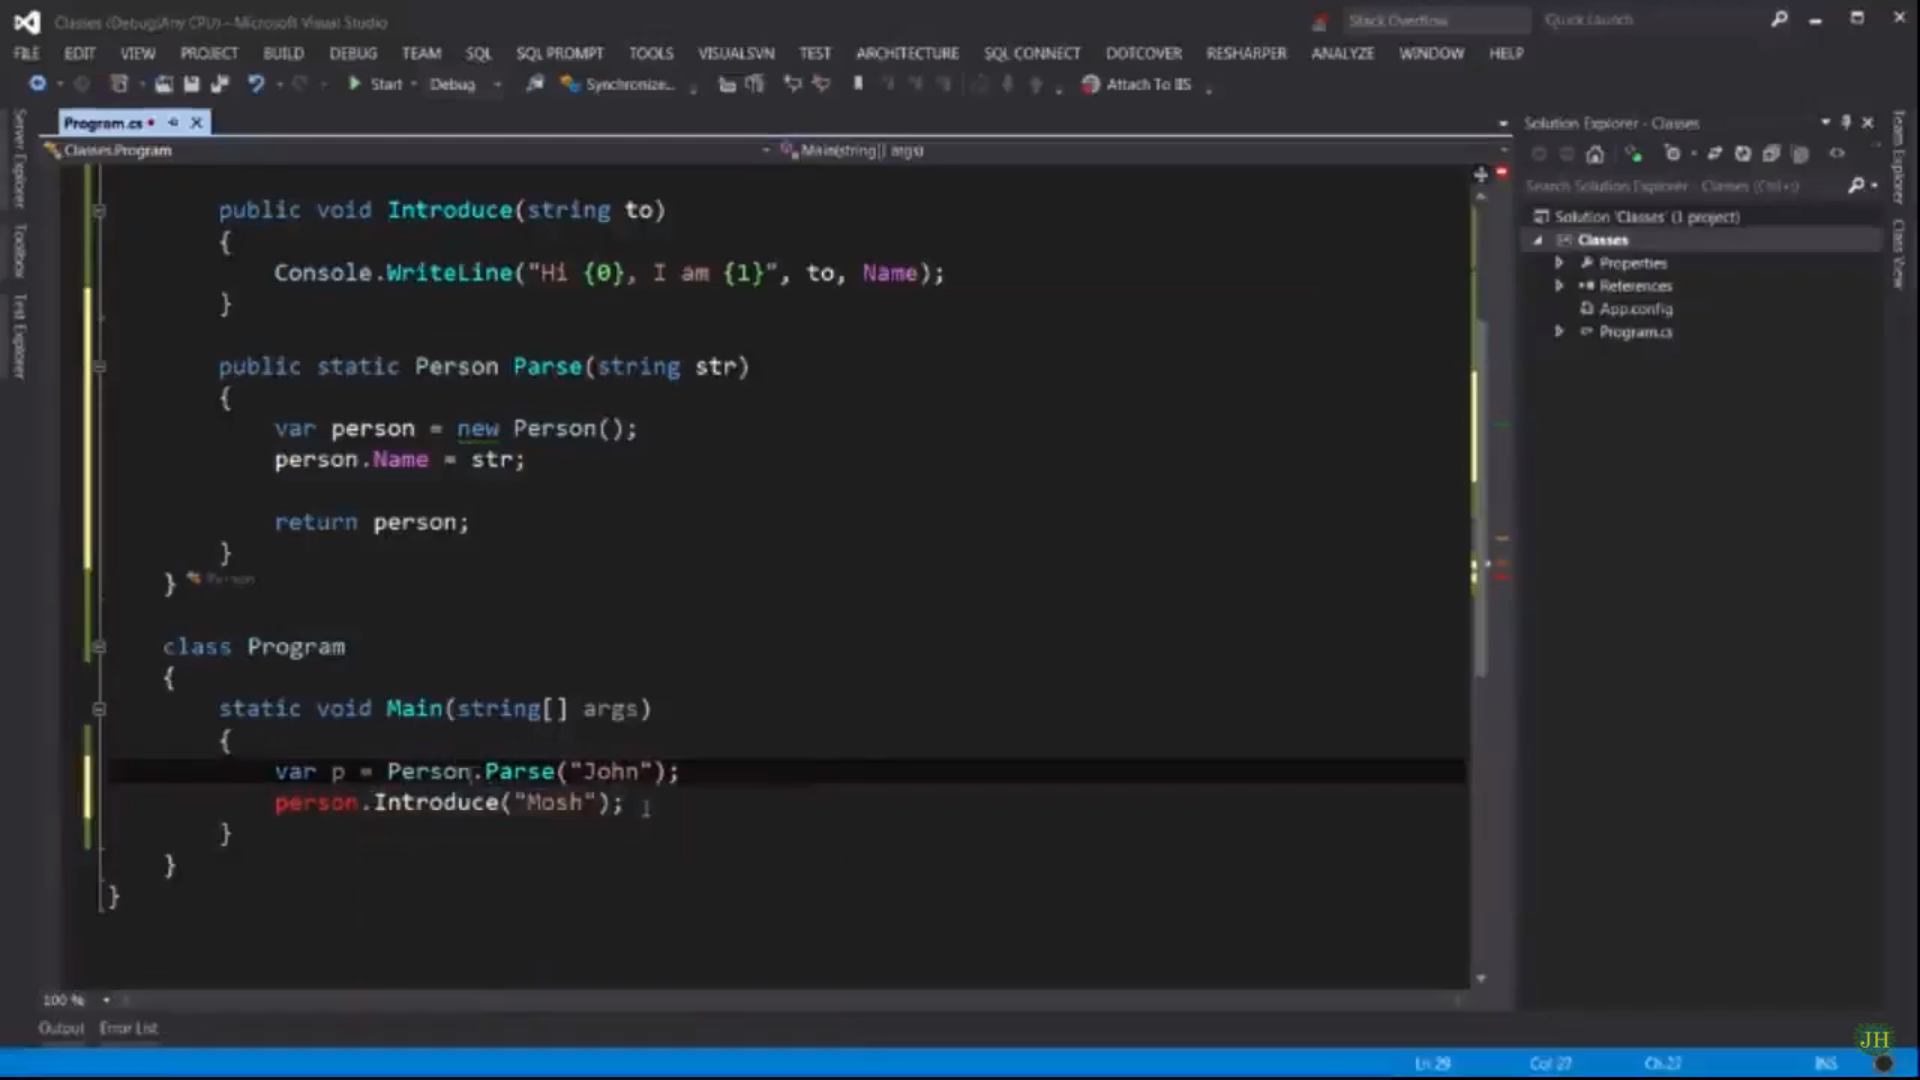 Classes (Debug|Any CPU) - Microsoft Visual Studio
Stack Overflow
Quick Launch
FILE EDIT VIEW PROJECT BUILD DEBUG TEAM SQL SQL PROMPT TOOLS VISUALSVN TEST ARCHITECTURE SQL CONNECT DOTCOVER RESHARPER ANALYZE WINDOW HELP
Start Debug Synchronize... Attach To IIS
Server Explorer
Toolbox
Test Explorer
Program.cs
Classes.Program
Main(string[] args)
public void Introduce(string to)
{
Console.WriteLine("Hi {0}, I am {1}", to, Name);
}
public static Person Parse(string str)
{
var person = new Person();
person.Name = str;
return person;
}
} Person
class Program
{
static void Main(string[] args)
{
var p = Person.Parse("John");
person.Introduce("Mosh");
}
}
}
100 %
Output Error List
Solution Explorer - Classes
Search Solution Explorer - Classes (Ctrl+;)
Solution 'Classes' (1 project)
Classes
Properties
References
App.config
Program.cs
Team Explorer
Class View
Ln 29 Col 27 Ch 27 INS
JH